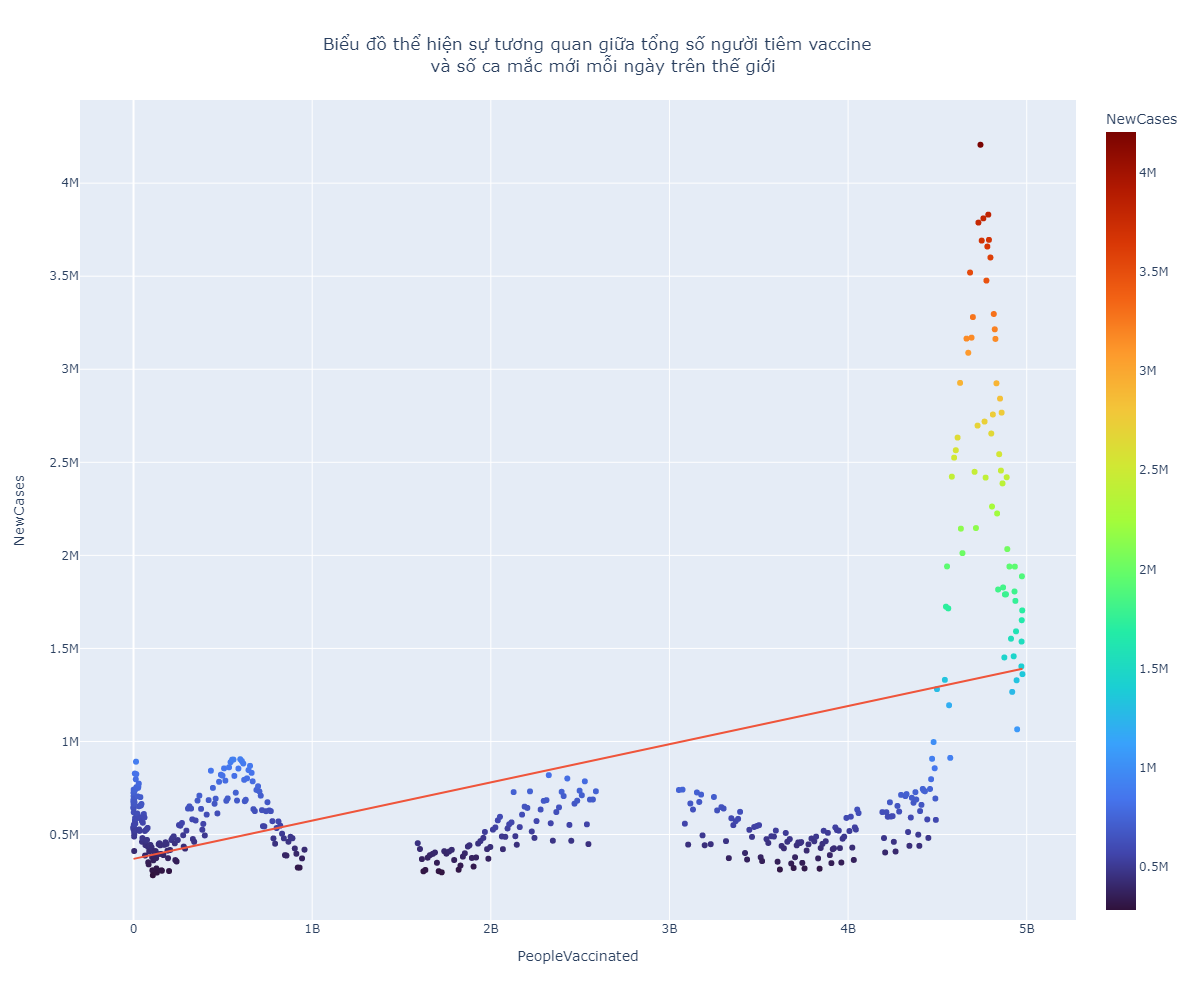 Biểu đồ thể hiện sự tương quan giữa tổng số người tiêm vaccine
và số ca mắc mới mỗi ngày trên thế giới
NewCases
4M
3.5M
3M
2.5M
2M
1.5M
1M
0.5M
NewCases
4M
3.5M
3M
2.5M
2M
1.5M
1M
0.5M
0
1B
2B
3B
4B
5B
PeopleVaccinated